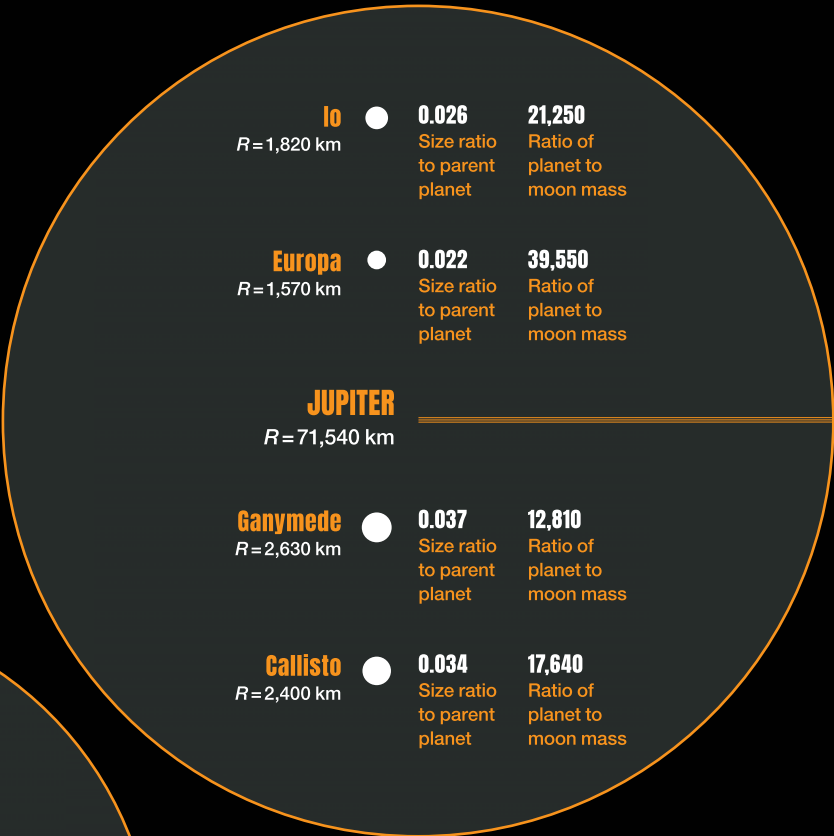 Io
R=1,820 km
0.026
Size ratio
to parent
planet
21,250
Ratio of
planet to
moon mass
Europa
R=1,570 km
0.022
Size ratio
to parent
planet
39,550
Ratio of
planet to
moon mass
JUPITER
R=71,540 km
Ganymede
R=2,630 km
0.037
Size ratio
to parent
planet
12,810
Ratio of
planet to
moon mass
Callisto
R=2,400 km
0.034
Size ratio
to parent
planet
17,640
Ratio of
planet to
moon mass